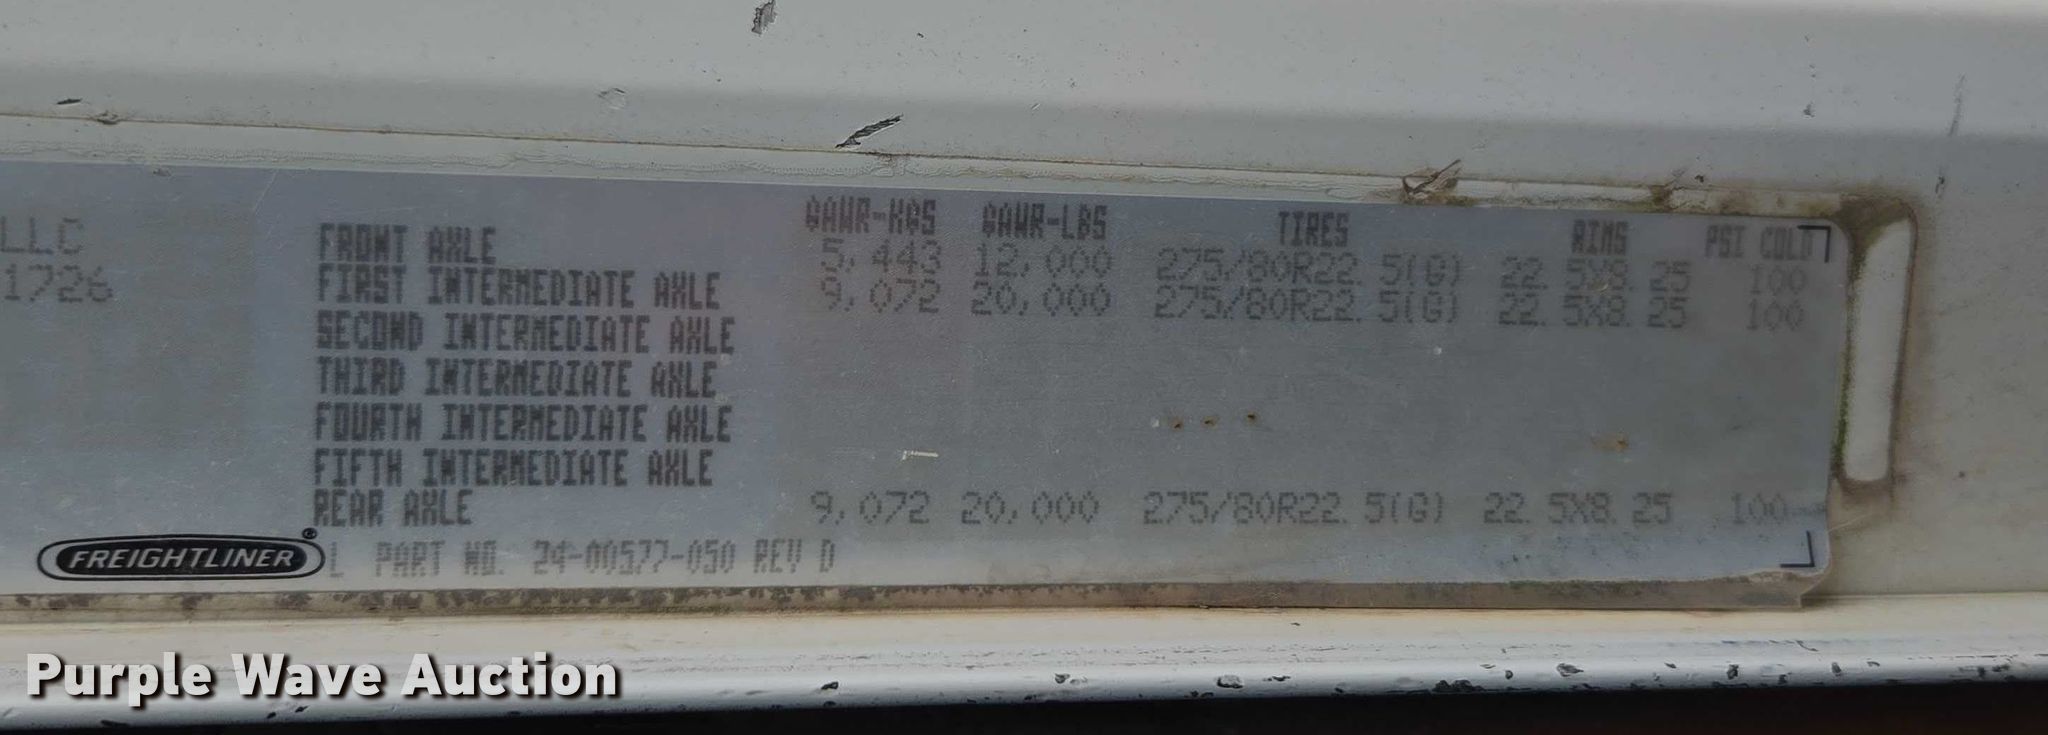 LLC
1726
GAWR-KGS GAWR-LBS TIRES RIMS PSI COLD
FRONT AXLE 5,443 12,000 275/80R22.5(G) 22.5X8.25 100
FIRST INTERMEDIATE AXLE 9,072 20,000 275/80R22.5(G) 22.5X8.25 100
SECOND INTERMEDIATE AXLE
THIRD INTERMEDIATE AXLE
FOURTH INTERMEDIATE AXLE
FIFTH INTERMEDIATE AXLE
REAR AXLE 9,072 20,000 275/80R22.5(G) 22.5X8.25 100
FREIGHTLINER® L PART NO. 24-00577-050 REV D
Purple Wave Auction